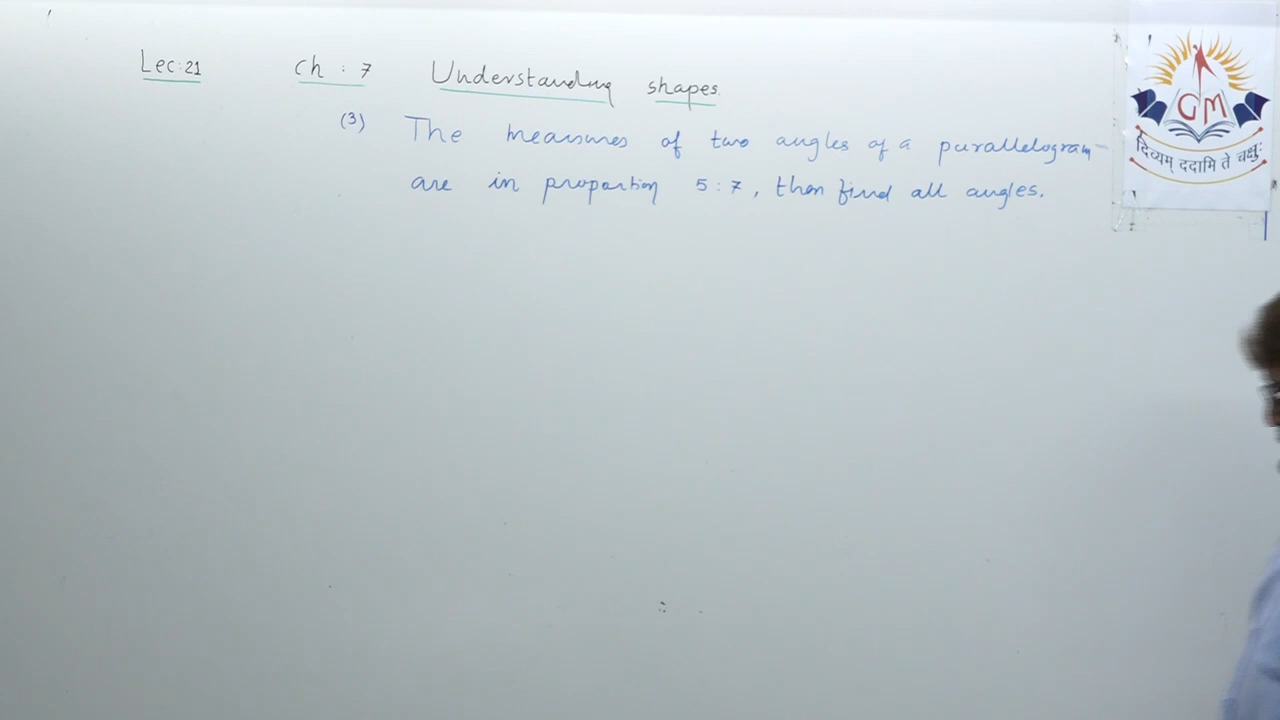 Lec:21 Ch : 7 Understanding shapes.
(3) The measures of two angles of a parallelogram
are in proportion 5 : 7, then find all angles.
GM
दिव्यम् ददामि ते चक्षुः